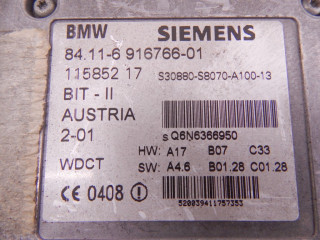 BMW SIEMENS
84.11-6 916766-01
115852 17 S30880-S8070-A100-13
BIT - II
AUSTRIA
2-01 S Q6N6366950
HW: A17 B07 C33
WDCT SW: A4.6 B01.28 C01.28
CE 0408 ! 520039411757353